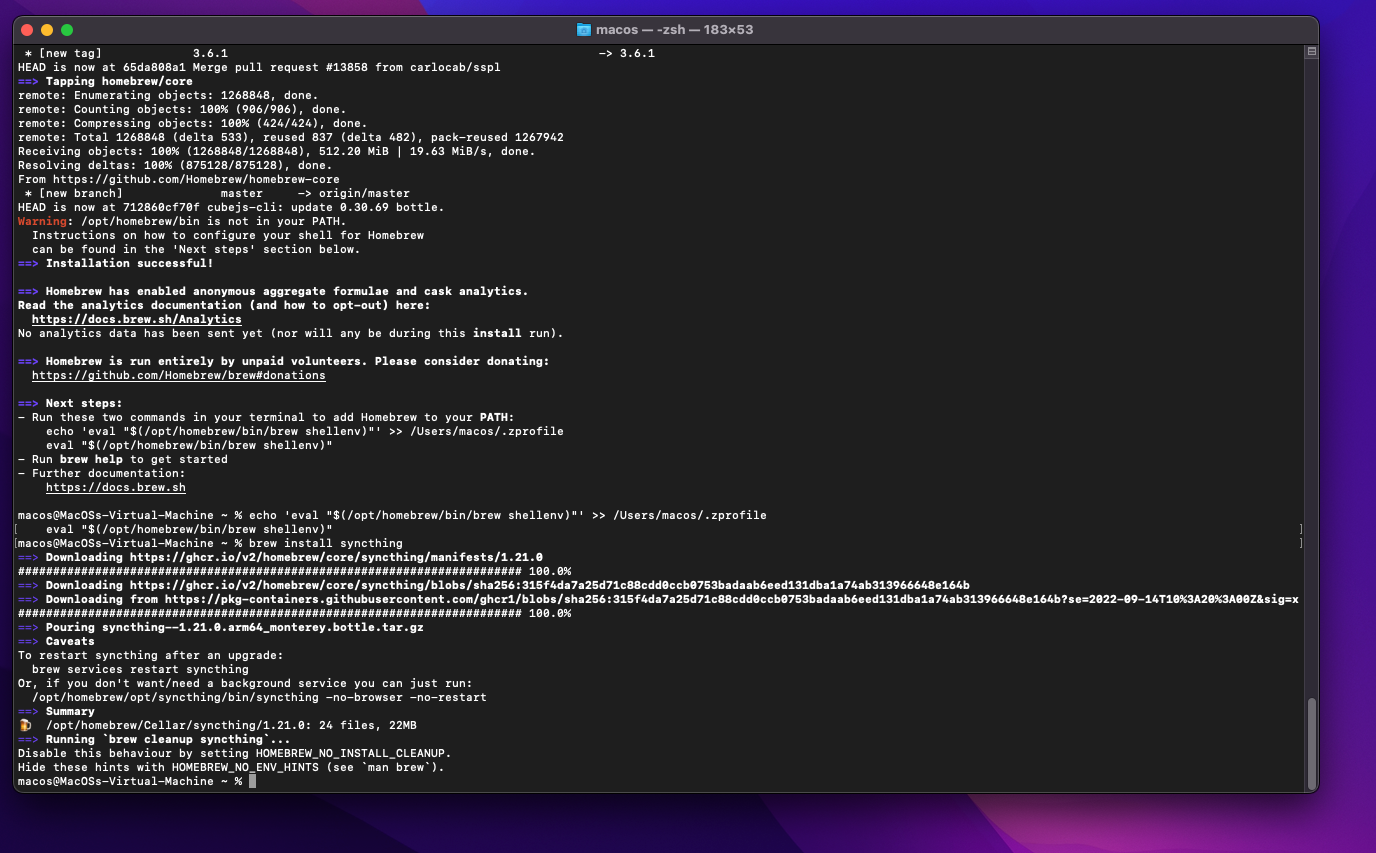 macos — -zsh — 183×53
* [new tag] 3.6.1 -> 3.6.1
HEAD is now at 65da808a1 Merge pull request #13858 from carlocab/sspl
==> Tapping homebrew/core
remote: Enumerating objects: 1268848, done.
remote: Counting objects: 100% (906/906), done.
remote: Compressing objects: 100% (424/424), done.
remote: Total 1268848 (delta 533), reused 837 (delta 482), pack-reused 1267942
Receiving objects: 100% (1268848/1268848), 512.20 MiB | 19.63 MiB/s, done.
Resolving deltas: 100% (875128/875128), done.
From https://github.com/Homebrew/homebrew-core
* [new branch] master -> origin/master
HEAD is now at 712860cf70f cubejs-cli: update 0.30.69 bottle.
Warning: /opt/homebrew/bin is not in your PATH.
Instructions on how to configure your shell for Homebrew
can be found in the 'Next steps' section below.
==> Installation successful!
==> Homebrew has enabled anonymous aggregate formulae and cask analytics.
Read the analytics documentation (and how to opt-out) here:
https://docs.brew.sh/Analytics
No analytics data has been sent yet (nor will any be during this install run).
==> Homebrew is run entirely by unpaid volunteers. Please consider donating:
https://github.com/Homebrew/brew#donations
==> Next steps:
- Run these two commands in your terminal to add Homebrew to your PATH:
echo 'eval "$(/opt/homebrew/bin/brew shellenv)"' >> /Users/macos/.zprofile
eval "$(/opt/homebrew/bin/brew shellenv)"
- Run brew help to get started
- Further documentation:
https://docs.brew.sh
macos@MacOSs-Virtual-Machine ~ % echo 'eval "$(/opt/homebrew/bin/brew shellenv)"' >> /Users/macos/.zprofile
[ eval "$(/opt/homebrew/bin/brew shellenv)" ]
[macos@MacOSs-Virtual-Machine ~ % brew install syncthing ]
==> Downloading https://ghcr.io/v2/homebrew/core/syncthing/manifests/1.21.0
######################################################################## 100.0%
==> Downloading https://ghcr.io/v2/homebrew/core/syncthing/blobs/sha256:315f4da7a25d71c88cdd0ccb0753badaab6eed131dba1a74ab313966648e164b
==> Downloading from https://pkg-containers.githubusercontent.com/ghcr1/blobs/sha256:315f4da7a25d71c88cdd0ccb0753badaab6eed131dba1a74ab313966648e164b?se=2022-09-14T10%3A20%3A00Z&sig=x
######################################################################## 100.0%
==> Pouring syncthing--1.21.0.arm64_monterey.bottle.tar.gz
==> Caveats
To restart syncthing after an upgrade:
brew services restart syncthing
Or, if you don't want/need a background service you can just run:
/opt/homebrew/opt/syncthing/bin/syncthing -no-browser -no-restart
==> Summary
🍺 /opt/homebrew/Cellar/syncthing/1.21.0: 24 files, 22MB
==> Running `brew cleanup syncthing`...
Disable this behaviour by setting HOMEBREW_NO_INSTALL_CLEANUP.
Hide these hints with HOMEBREW_NO_ENV_HINTS (see `man brew`).
macos@MacOSs-Virtual-Machine ~ %